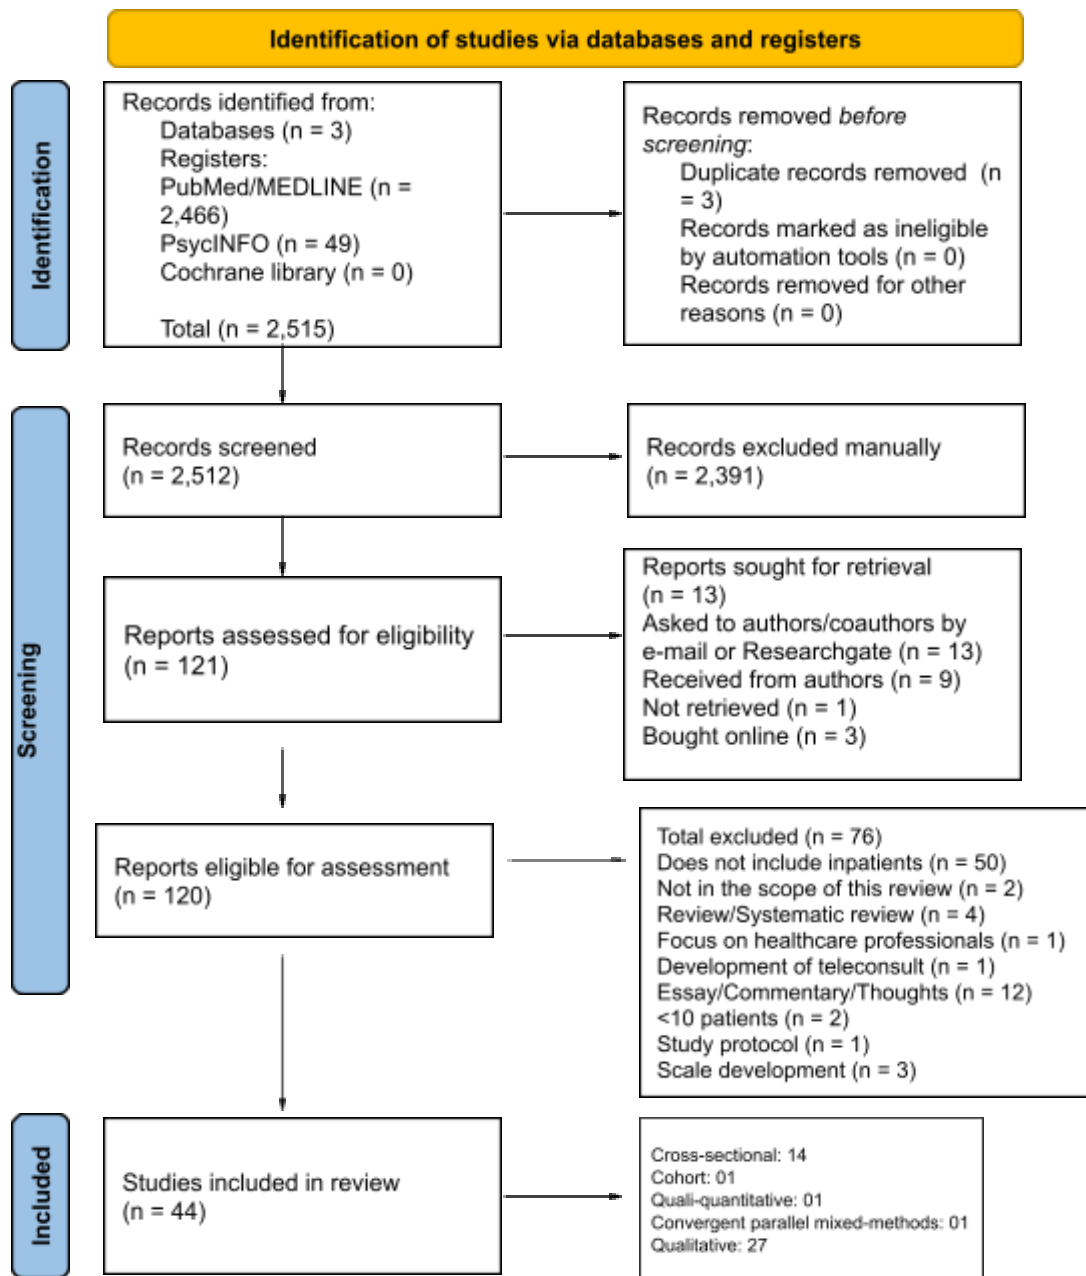 Identification of studies via databases and registers
Identification
Records identified from:
Databases (n = 3)
Registers:
PubMed/MEDLINE (n =
2,466)
PsycINFO (n = 49)
Cochrane library (n = 0)
Total (n = 2,515)
Records removed before
screening:
Duplicate records removed (n
= 3)
Records marked as ineligible
by automation tools (n = 0)
Records removed for other
reasons (n = 0)
Screening
Records screened
(n = 2,512)
Records excluded manually
(n = 2,391)
Reports assessed for eligibility
(n = 121)
Reports sought for retrieval
(n = 13)
Asked to authors/coauthors by
e-mail or Researchgate (n = 13)
Received from authors (n = 9)
Not retrieved (n = 1)
Bought online (n = 3)
Reports eligible for assessment
(n = 120)
Total excluded (n = 76)
Does not include inpatients (n = 50)
Not in the scope of this review (n = 2)
Review/Systematic review (n = 4)
Focus on healthcare professionals (n = 1)
Development of teleconsult (n = 1)
Essay/Commentary/Thoughts (n = 12)
<10 patients (n = 2)
Study protocol (n = 1)
Scale development (n = 3)
Included
Studies included in review
(n = 44)
Cross-sectional: 14
Cohort: 01
Quali-quantitative: 01
Convergent parallel mixed-methods: 01
Qualitative: 27